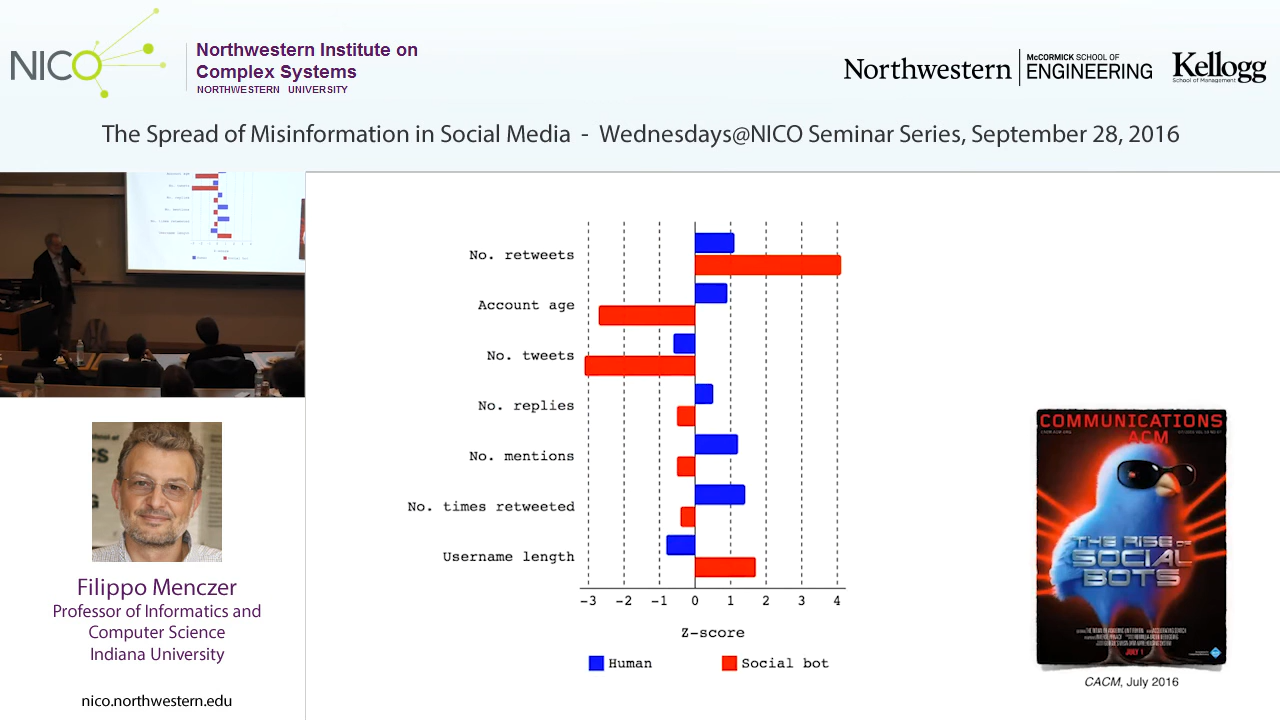 NICO
Northwestern Institute on
Complex Systems
NORTHWESTERN UNIVERSITY
Northwestern
McCORMICK SCHOOL OF
ENGINEERING
Kellogg
School of Management
The Spread of Misinformation in Social Media - Wednesdays@NICO Seminar Series, September 28, 2016
No. retweets
Account age
No. tweets
No. replies
No. mentions
No. times retweeted
Username length
-3 -2 -1 0 1 2 3 4
Z-score
Human
Social bot
Filippo Menczer
Professor of Informatics and
Computer Science
Indiana University
nico.northwestern.edu
COMMUNICATIONS
ACM
THE RISE OF
SOCIAL
BOTS
CACM, July 2016